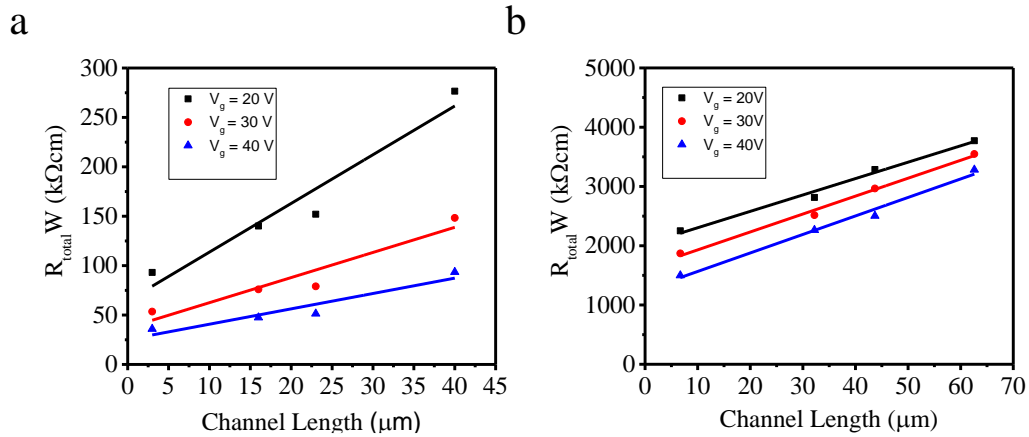 a
R_total W (kΩcm)
300
250
200
150
100
50
0
V_g = 20 V
V_g = 30 V
V_g = 40 V
0 5 10 15 20 25 30 35 40 45
Channel Length (μm)
b
R_total W (kΩcm)
5000
4000
3000
2000
1000
0
V_g = 20V
V_g = 30V
V_g = 40V
0 10 20 30 40 50 60 70
Channel Length (μm)